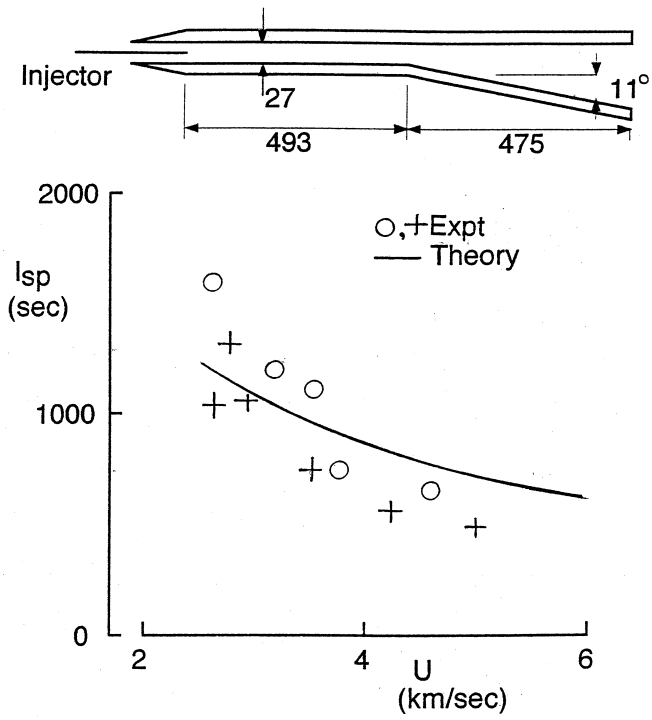 Injector
27
11°
493
475
2000
○,+Expt
— Theory
Isp
(sec)
1000
0
2
4
6
U
(km/sec)